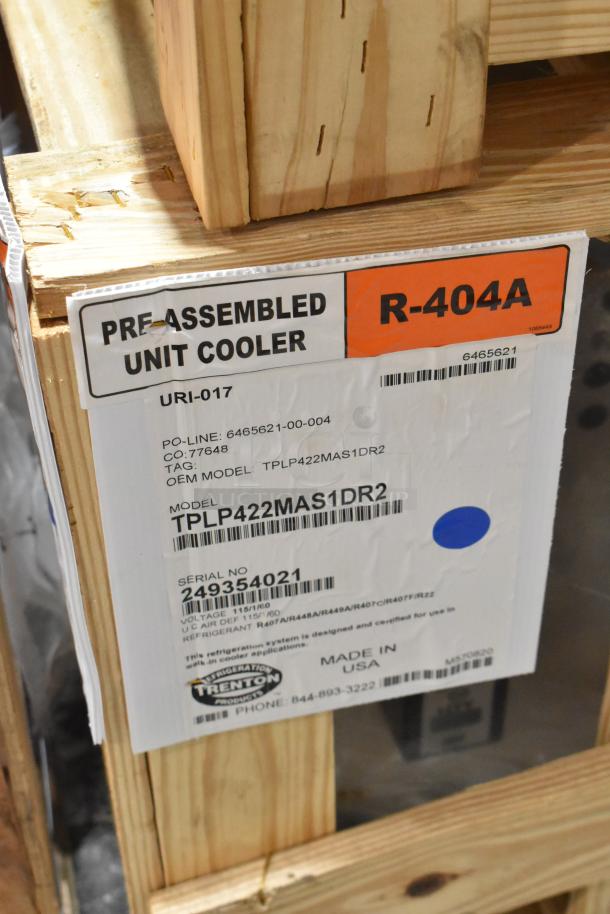 PRE-ASSEMBLED
UNIT COOLER
R-404A
URI-017
6465621
PO-LINE: 6465621-00-004
CO:77648
TAG:
OEM MODEL: TPLP422MAS1DR2
MODEL
TPLP422MAS1DR2
SERIAL NO
249354021
VOLTAGE 115/1/60
U C AIR DEF 115/1/60
REFRIGERANT R407A/R448A/R449A/R407C/R407F/R22
This refrigeration system is designed and certified for use in
walk-in cooler applications.
REFRIGERATION
TRENTON
PRODUCTS
MADE IN
USA
M570820
PHONE: 844-893-3222